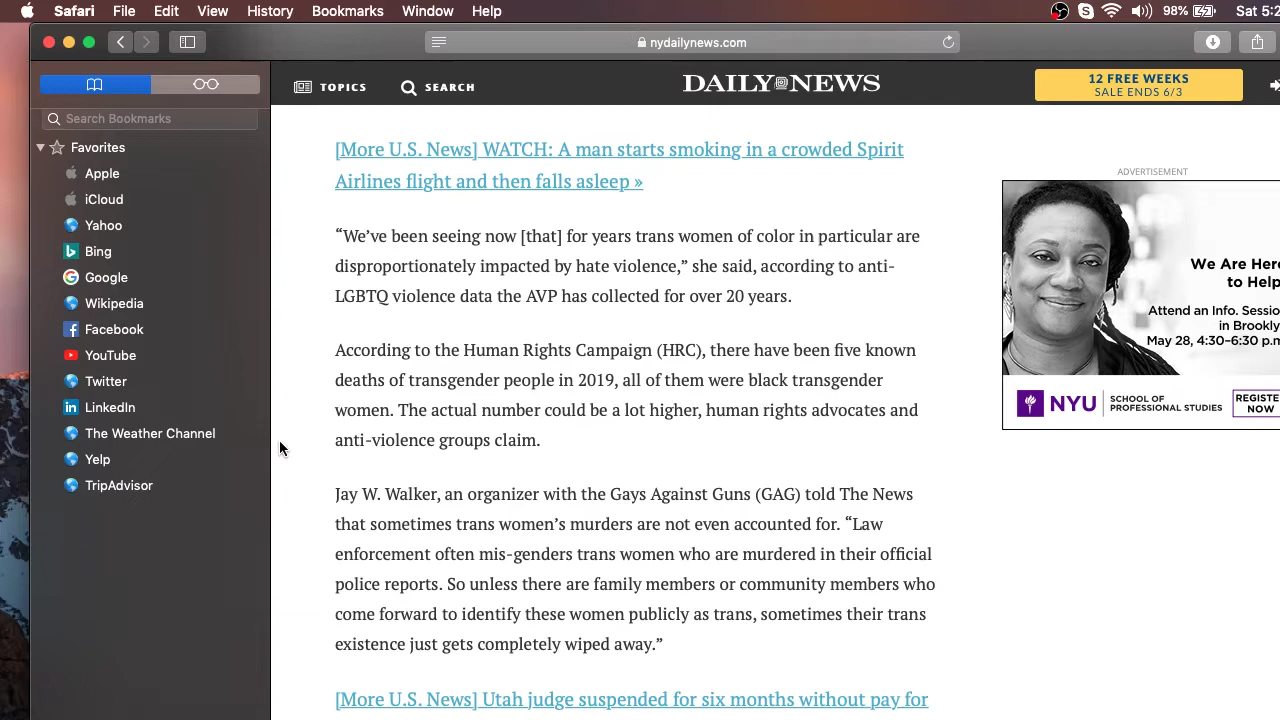 Safari File Edit View History Bookmarks Window Help 98% Sat 5:2
nydailynews.com
TOPICS SEARCH DAILY NEWS 12 FREE WEEKS
SALE ENDS 6/3
Search Bookmarks
Favorites
Apple
iCloud
Yahoo
Bing
Google
Wikipedia
Facebook
YouTube
Twitter
LinkedIn
The Weather Channel
Yelp
TripAdvisor
[More U.S. News] WATCH: A man starts smoking in a crowded Spirit
Airlines flight and then falls asleep »
“We’ve been seeing now [that] for years trans women of color in particular are
disproportionately impacted by hate violence,” she said, according to anti-
LGBTQ violence data the AVP has collected for over 20 years.
According to the Human Rights Campaign (HRC), there have been five known
deaths of transgender people in 2019, all of them were black transgender
women. The actual number could be a lot higher, human rights advocates and
anti-violence groups claim.
Jay W. Walker, an organizer with the Gays Against Guns (GAG) told The News
that sometimes trans women’s murders are not even accounted for. “Law
enforcement often mis-genders trans women who are murdered in their official
police reports. So unless there are family members or community members who
come forward to identify these women publicly as trans, sometimes their trans
existence just gets completely wiped away.”
[More U.S. News] Utah judge suspended for six months without pay for
ADVERTISEMENT
We Are Here
to Help
Attend an Info. Sessio
in Brookly
May 28, 4:30–6:30 p.m
NYU SCHOOL OF
PROFESSIONAL STUDIES
REGISTE
NOW